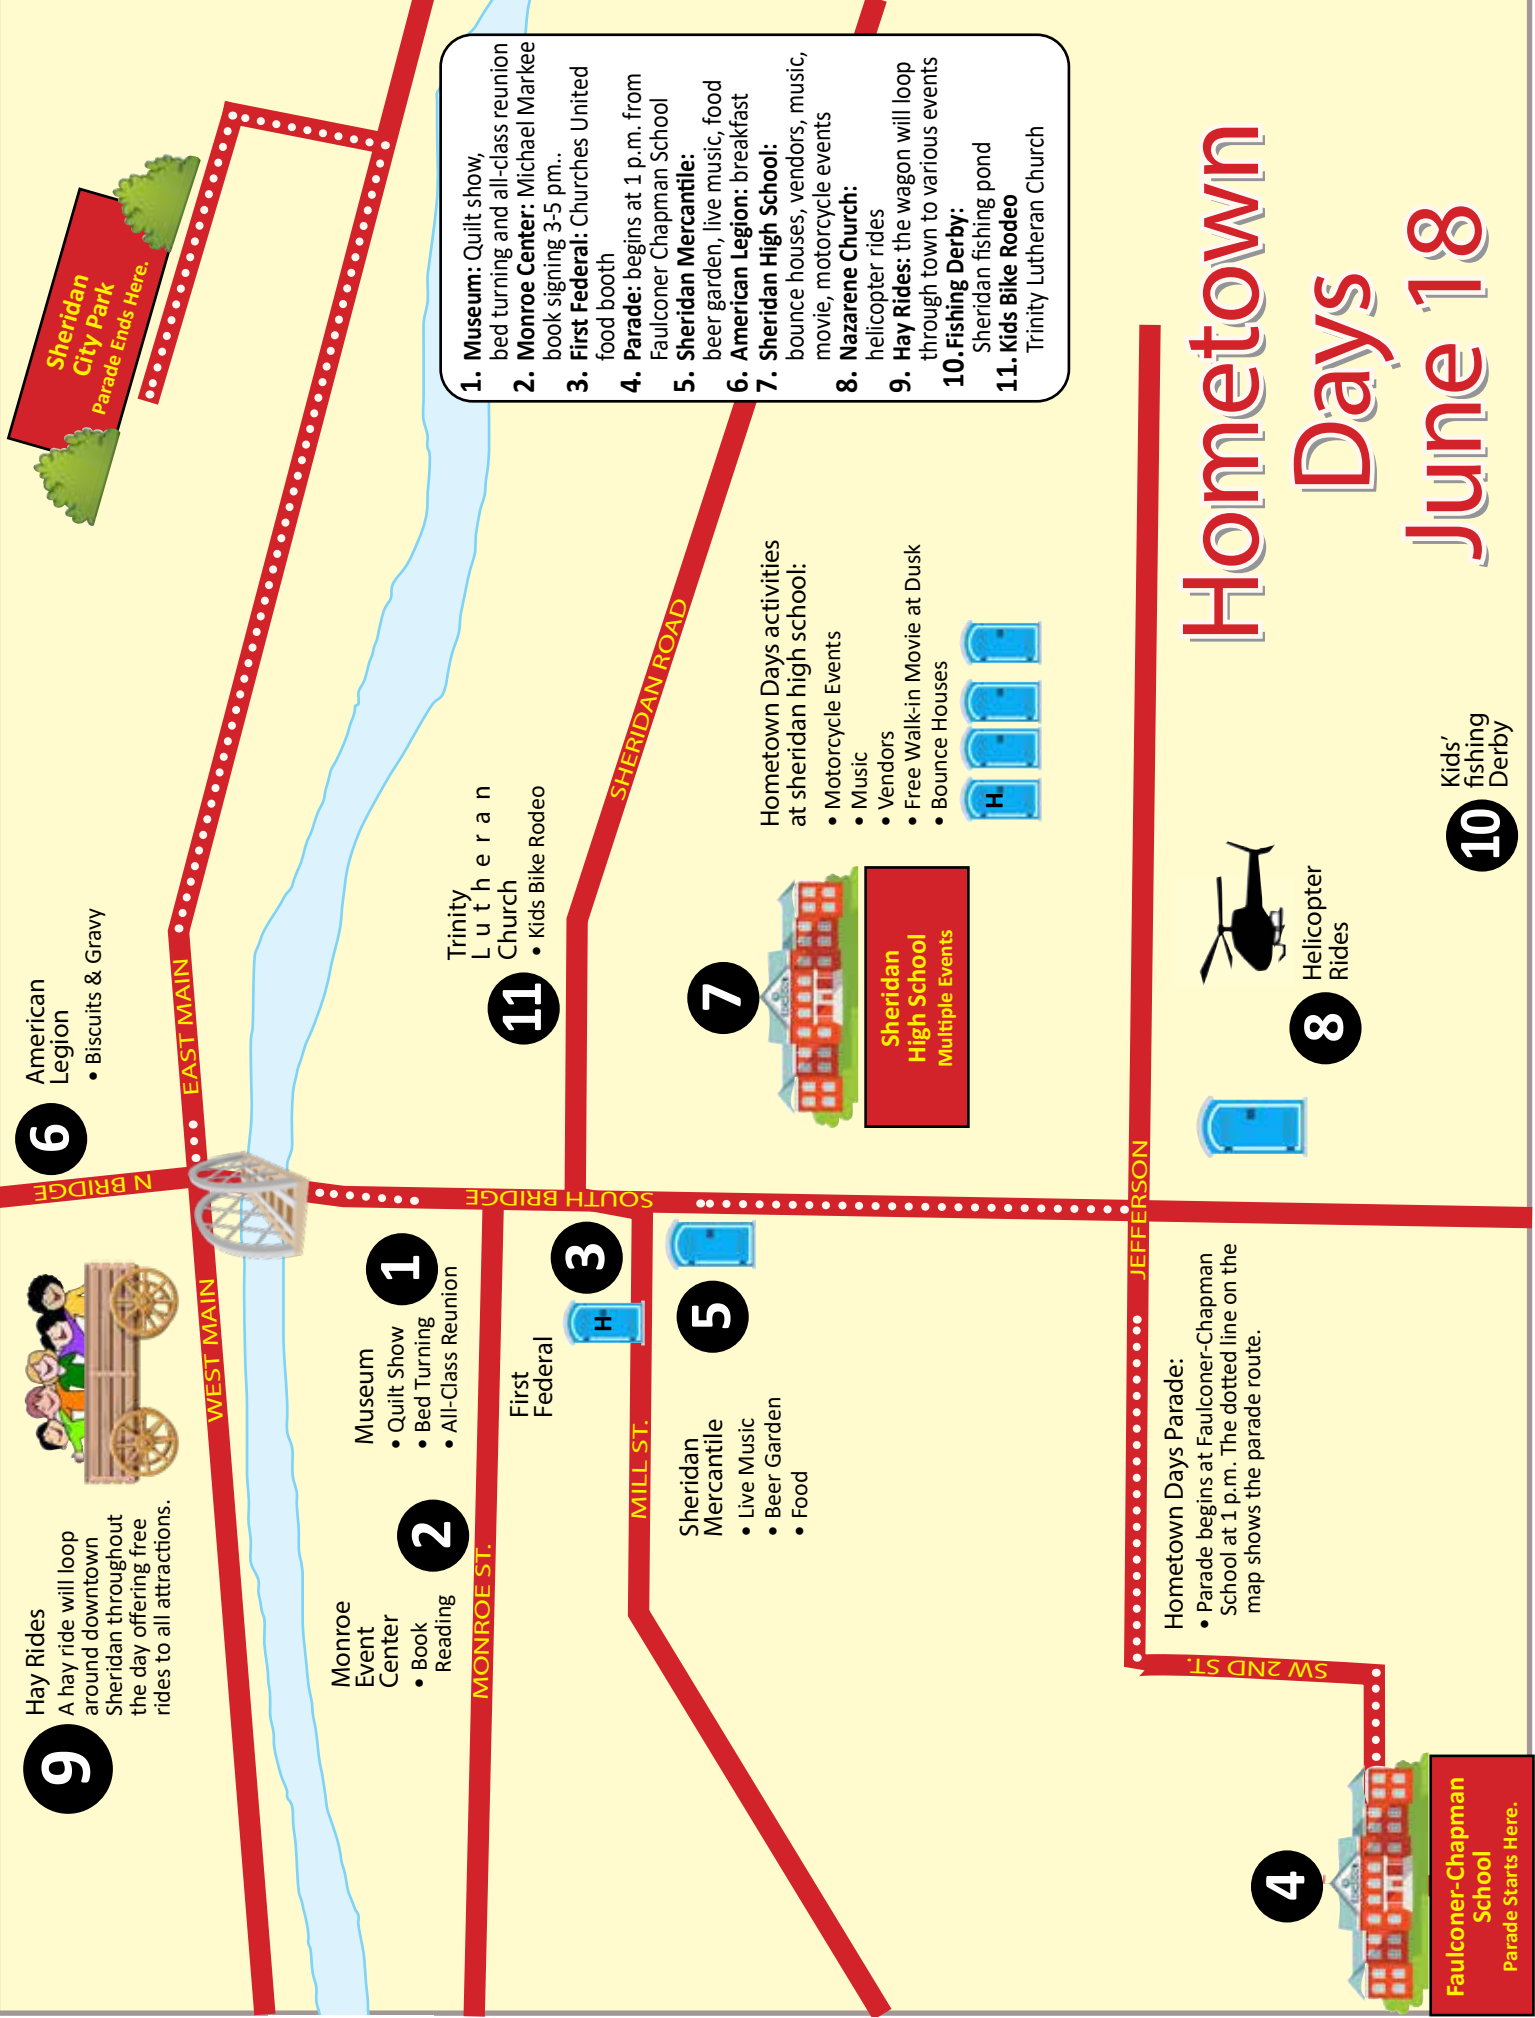 9
Hay Rides
A hay ride will loop
around downtown
Sheridan throughout
the day offering free
rides to all attractions.
6
American
Legion
• Biscuits & Gravy
Sheridan
City Park
Parade Ends Here.
WEST MAIN
N BRIDGE
EAST MAIN
Monroe
Event
Center
• Book
Reading
2
Museum
• Quilt Show
• Bed Turning
• All-Class Reunion
1
MONROE ST.
First
Federal
3
H
SOUTH BRIDGE
11
Trinity
Lutheran
Church
• Kids Bike Rodeo
SHERIDAN ROAD
MILL ST.
Sheridan
Mercantile
• Live Music
• Beer Garden
• Food
5
7
Sheridan
High School
Multiple Events
Hometown Days activities
at sheridan high school:
• Motorcycle Events
• Music
• Vendors
• Free Walk-in Movie at Dusk
• Bounce Houses
H
1. Museum: Quilt show,
bed turning and all-class reunion
2. Monroe Center: Michael Markee
book signing 3-5 pm..
3. First Federal: Churches United
food booth
4. Parade: begins at 1 p.m. from
Faulconer Chapman School
5. Sheridan Mercantile:
beer garden, live music, food
6. American Legion: breakfast
7. Sheridan High School:
bounce houses, vendors, music,
movie, motorcycle events
8. Nazarene Church:
helicopter rides
9. Hay Rides: the wagon will loop
through town to various events
10. Fishing Derby:
Sheridan fishing pond
11. Kids Bike Rodeo
Trinity Lutheran Church
JEFFERSON
Hometown Days Parade:
• Parade begins at Faulconer-Chapman
School at 1 p.m. The dotted line on the
map shows the parade route.
SW 2ND ST.
4
Faulconer-Chapman
School
Parade Starts Here.
8
Helicopter
Rides
10
Kids'
fishing
Derby
Hometown
Days
June 18